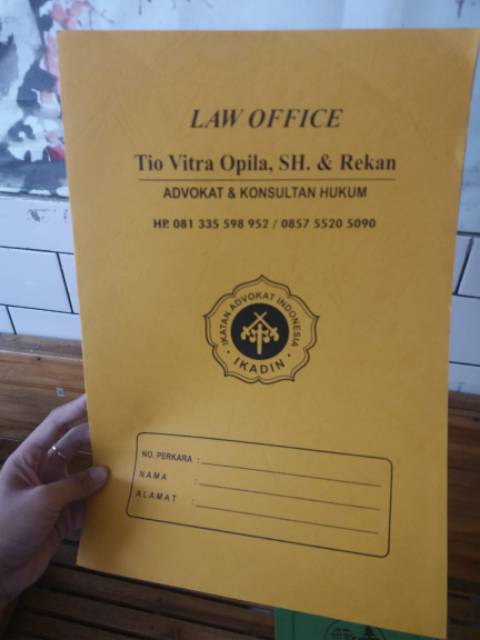 LAW OFFICE
Tio Vitra Opila, SH. & Rekan
ADVOKAT & KONSULTAN HUKUM
HP. 081 335 598 952 / 0857 5520 5090
IKATAN ADVOKAT INDONESIA
• IKADIN •
NO. PERKARA :
NAMA :
ALAMAT :